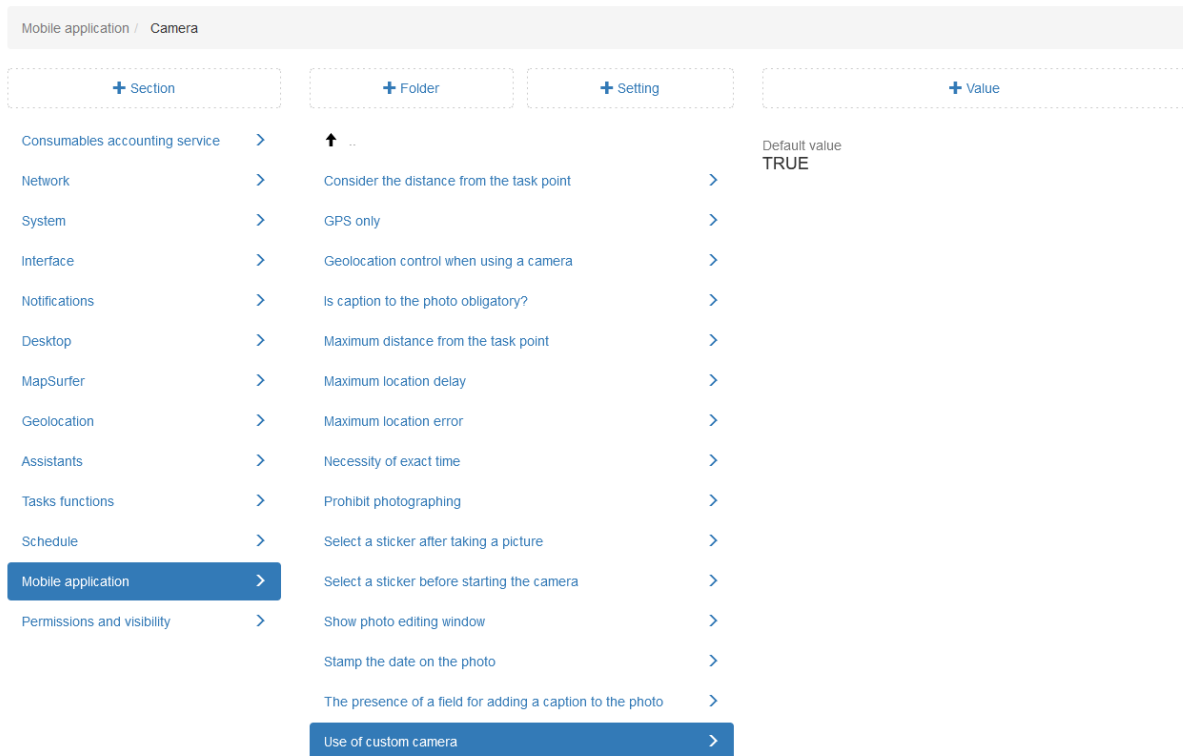 Mobile application / Camera
+ Section
+ Folder
+ Setting
+ Value
Consumables accounting service
Network
System
Interface
Notifications
Desktop
MapSurfer
Geolocation
Assistants
Tasks functions
Schedule
Mobile application
Permissions and visibility
..
Consider the distance from the task point
GPS only
Geolocation control when using a camera
Is caption to the photo obligatory?
Maximum distance from the task point
Maximum location delay
Maximum location error
Necessity of exact time
Prohibit photographing
Select a sticker after taking a picture
Select a sticker before starting the camera
Show photo editing window
Stamp the date on the photo
The presence of a field for adding a caption to the photo
Use of custom camera
Default value
TRUE